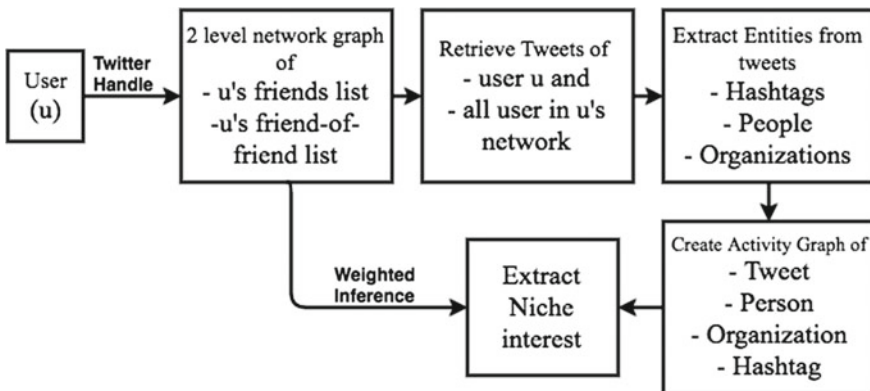 User
(u)
Twitter
Handle
2 level network graph
of
- u's friends list
-u's friend-of-
friend list
Retrieve Tweets of
- user u and
- all user in u's
network
Extract Entities from
tweets
- Hashtags
- People
- Organizations
Create Activity Graph of
- Tweet
- Person
- Organization
- Hashtag
Weighted
Inference
Extract
Niche
interest